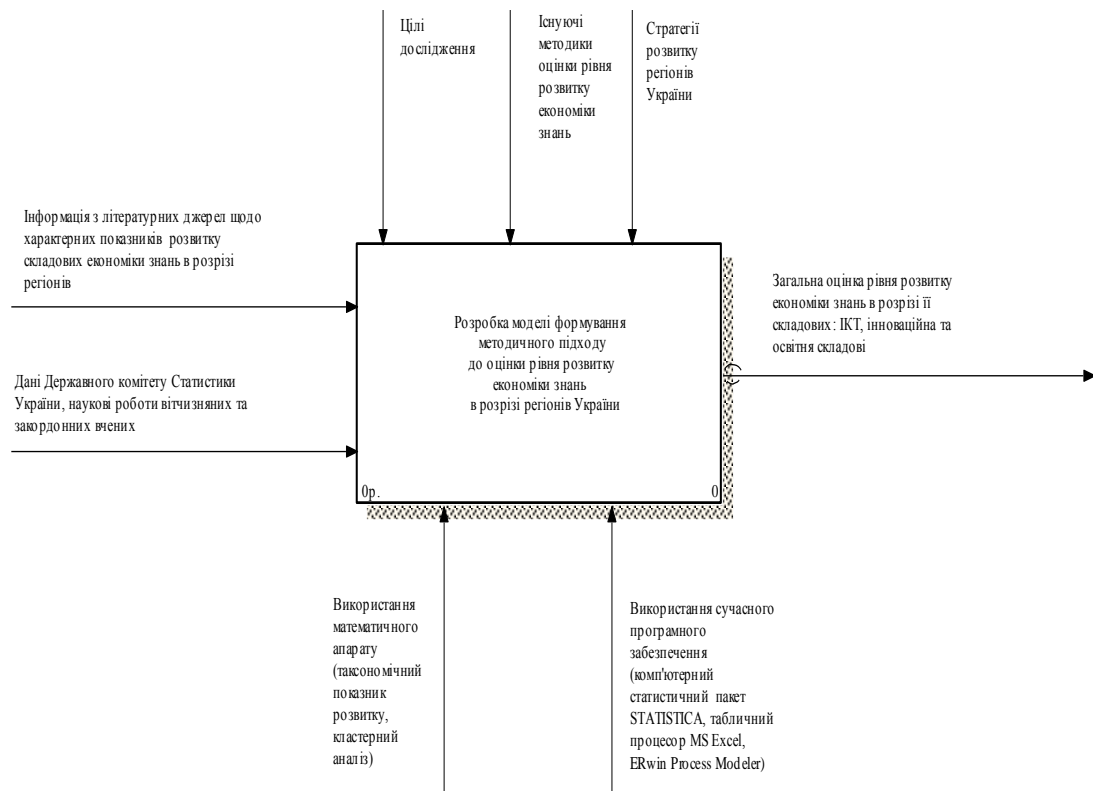 Цілі
дослідження
Існуючі
методики
оцінки рівня
розвитку
економіки
знань
Стратегії
розвитку
регіонів
України
Інформація з літературних джерел щодо
характерних показників розвитку
складових економіки знань в розрізі
регіонів
Дані Державного комітету Статистики
України, наукові роботи вітчизняних та
закордонних вчених
Розробка моделі формування
методичного підходу
до оцінки рівня розвитку
економіки знань
в розрізі регіонів України
0р.
0
Загальна оцінка рівня розвитку
економіки знань в розрізі її
складових: ІКТ, інноваційна та
освітня складові
Використання
математичного
апарату
(таксономічний
показник
розвитку,
кластерний
аналіз)
Використання сучасного
програмного
забезпечення
(комп'ютерний
статистичний пакет
STATISTICA, табличний
процесор MS Excel,
ERwin Process Modeler)